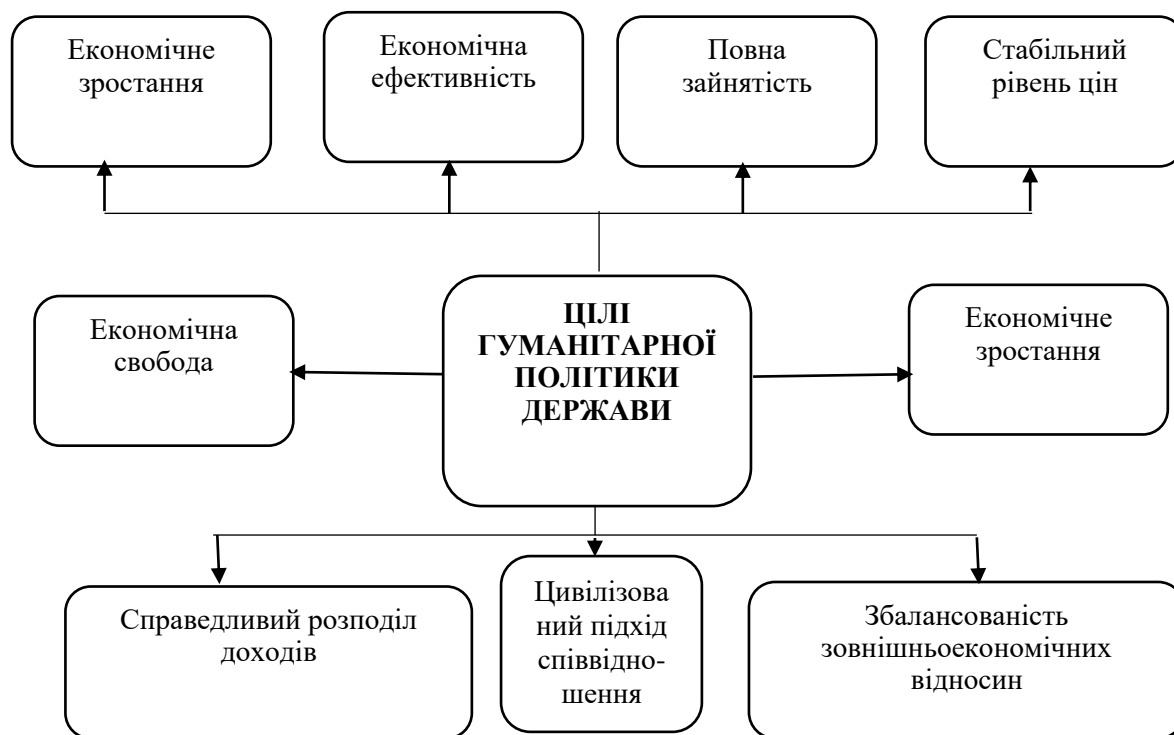 Економічне
зростання
Економічна
ефективність
Повна
зайнятість
Стабільний
рівень цін
Економічна
свобода
ЦІЛІ
ГУМАНІТАРНОЇ
ПОЛІТИКИ
ДЕРЖАВИ
Економічне
зростання
Справедливий розподіл
доходів
Цивілізова
ний підхід
співвідно-
шення
Збалансованість
зовнішньоекономічних
відносин